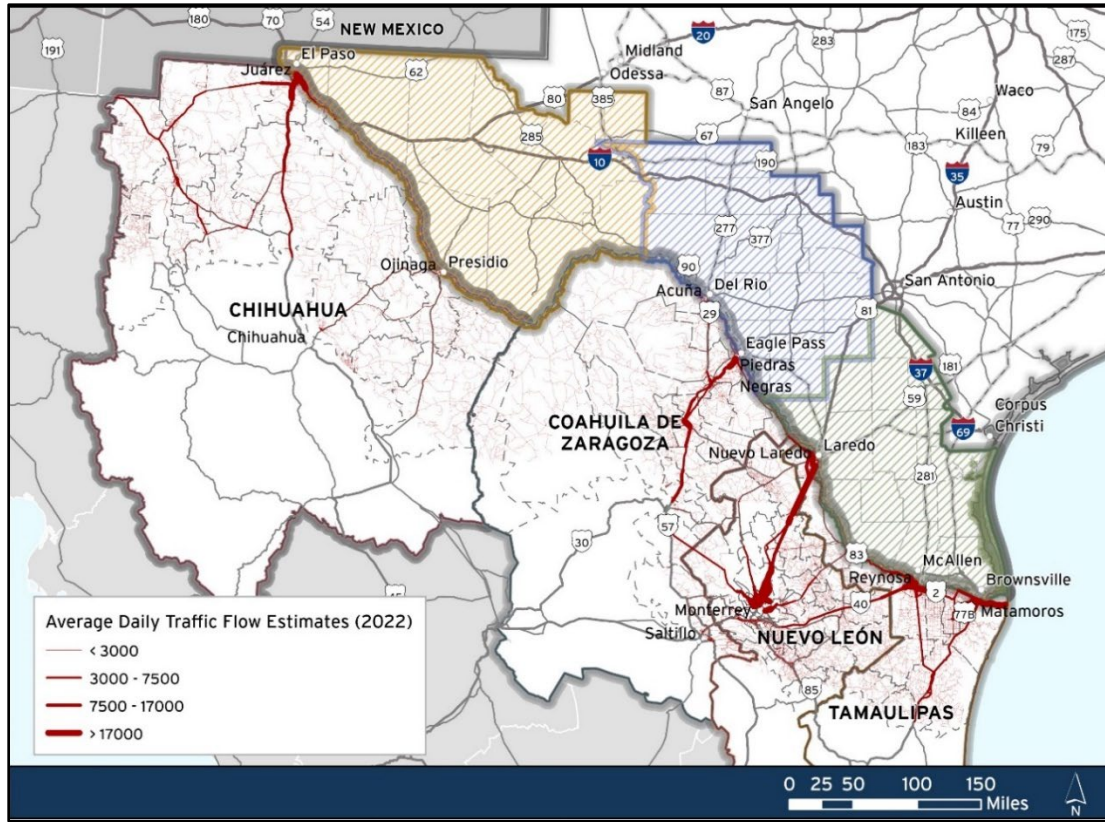 NEW MEXICO
180
70
54
191
El Paso
Juárez
62
Midland
Odessa
20
283
175
287
80
385
87
San Angelo
Waco
84
Killeen
79
285
67
183
10
190
35
Austin
77
290
277
377
Ojinaga
Presidio
90
Del Rio
Acuña
29
San Antonio
81
CHIHUAHUA
Chihuahua
Eagle Pass
Piedras
Negras
37
181
59
COAHUILA DE
ZARAGOZA
Corpus
Christi
69
Nuevo Laredo
Laredo
281
57
30
83
McAllen
Reynosa
Brownsville
2
Matamoros
77B
40
Monterrey
Saltillo
NUEVO LEÓN
85
TAMAULIPAS
45
Average Daily Traffic Flow Estimates (2022)
< 3000
3000 - 7500
7500 - 17000
> 17000
0 25 50 100 150
Miles
N